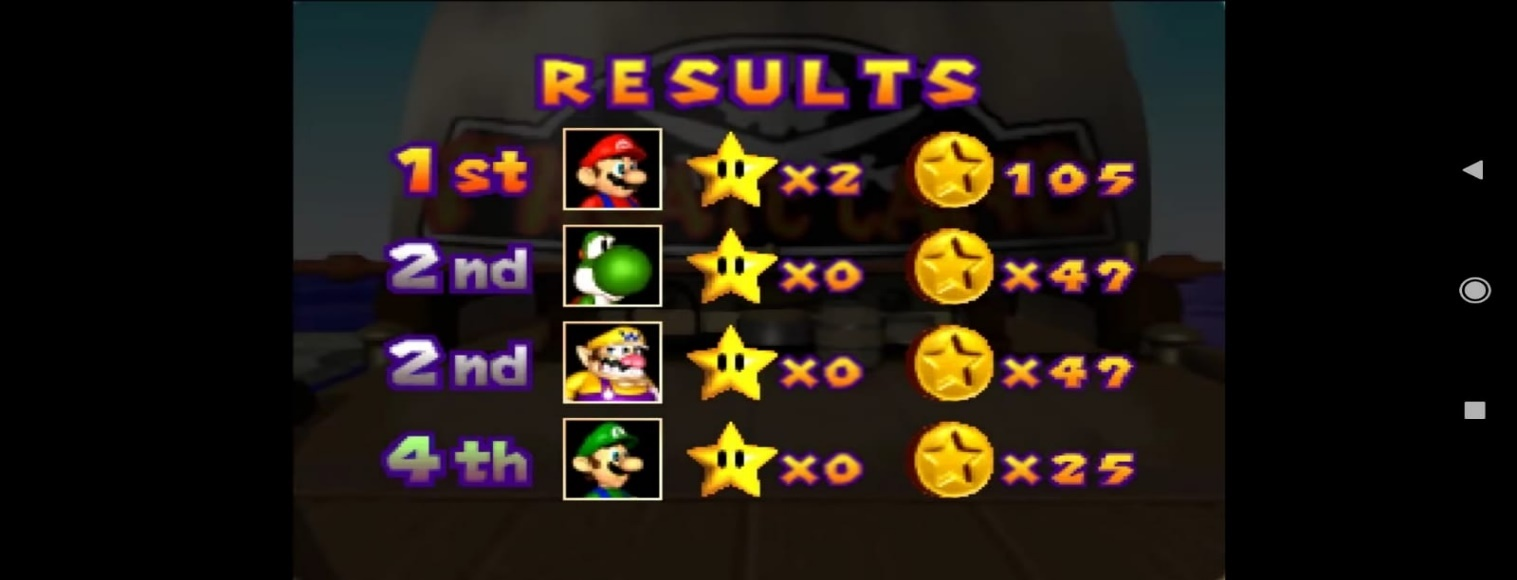 RESULTS
1st ×2 105
2nd ×0 ×47
2nd ×0 ×47
4th ×0 ×25